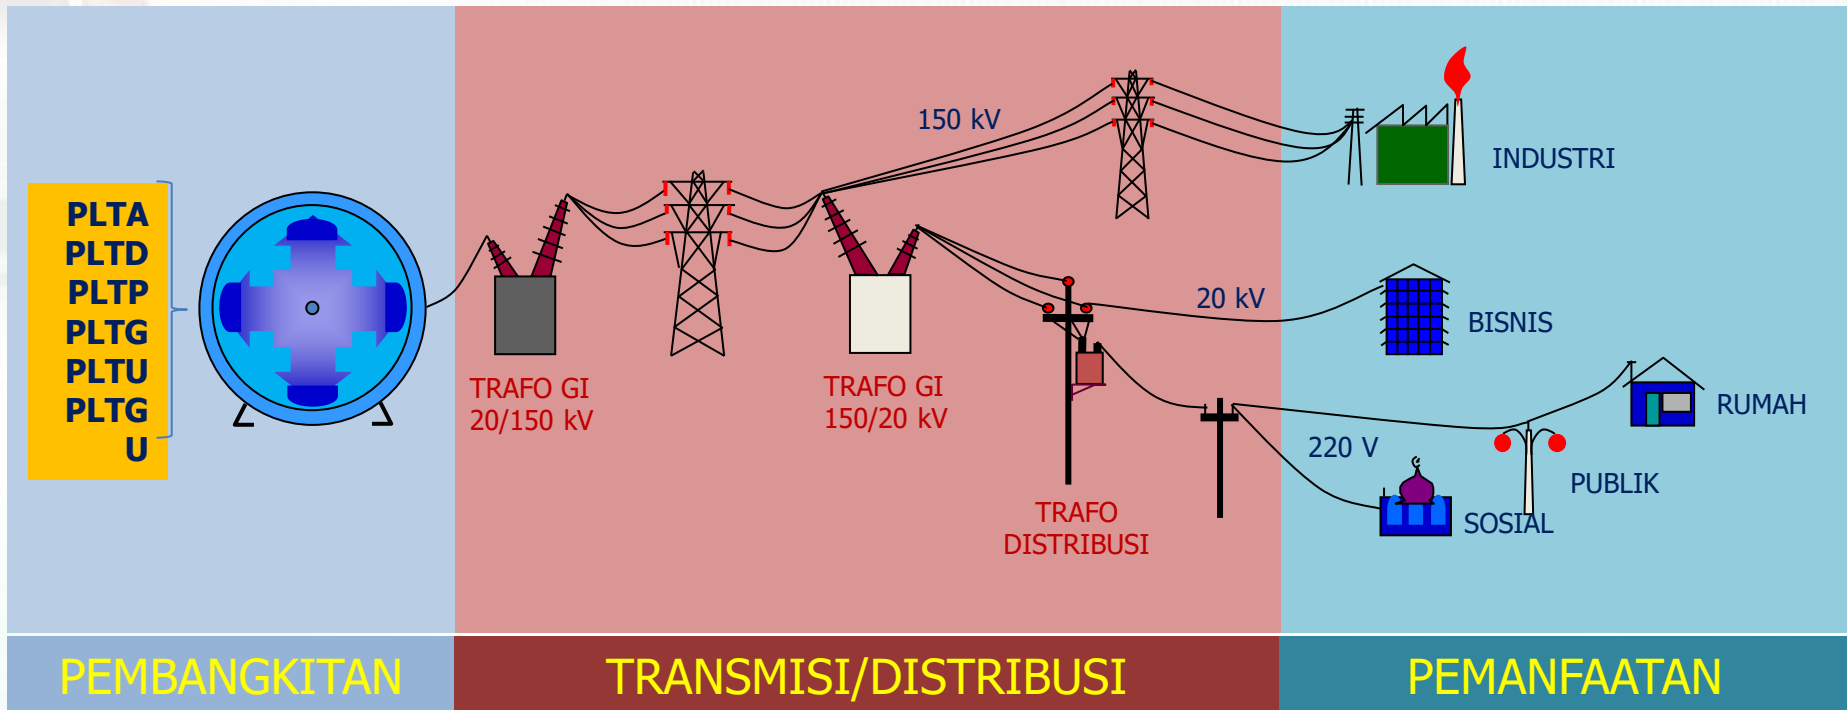 PLTA
PLTD
PLTP
PLTG
PLTU
PLTG
U
TRAFO GI
20/150 kV
TRAFO GI
150/20 kV
150 kV
20 kV
220 V
TRAFO
DISTRIBUSI
INDUSTRI
BISNIS
RUMAH
PUBLIK
SOSIAL
PEMBANGKITAN
TRANSMISI/DISTRIBUSI
PEMANFAATAN